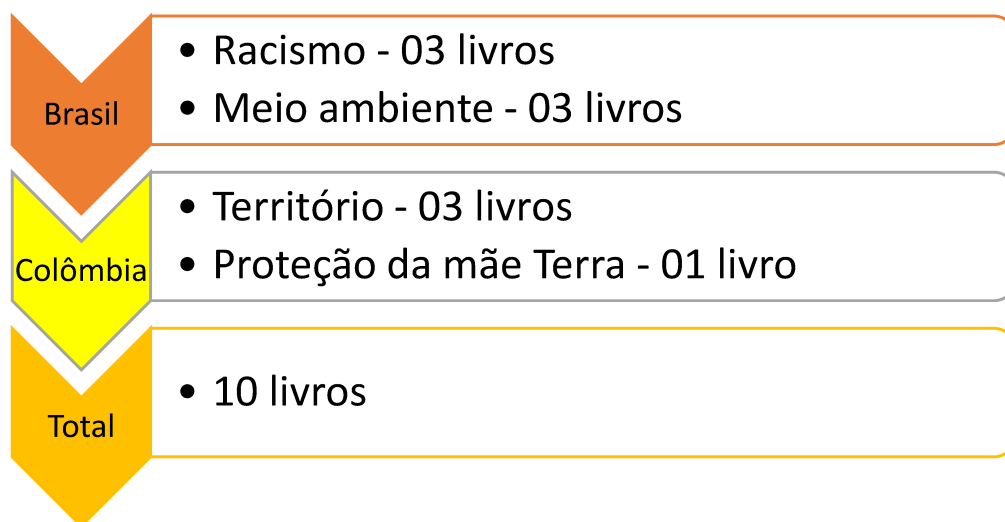 Brasil
• Racismo - 03 livros
• Meio ambiente - 03 livros
Colômbia
• Território - 03 livros
• Proteção da mãe Terra - 01 livro
Total
• 10 livros